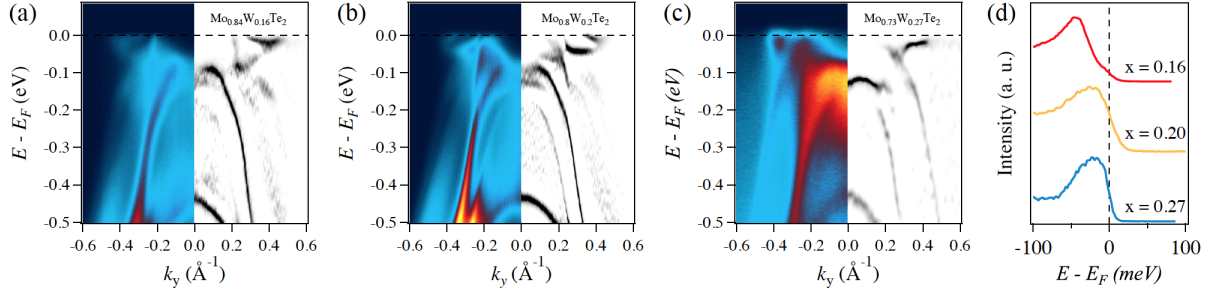 (a)
Mo0.84W0.16Te2
E - EF (eV)
0.0
-0.1
-0.2
-0.3
-0.4
-0.5
-0.6 -0.4 -0.2 0.0 0.2 0.4 0.6
ky (Å-1)
(b)
Mo0.8W0.2Te2
E - EF (eV)
0.0
-0.1
-0.2
-0.3
-0.4
-0.5
-0.6 -0.4 -0.2 0.0 0.2 0.4 0.6
ky (Å-1)
(c)
Mo0.73W0.27Te2
E - EF (eV)
0.0
-0.1
-0.2
-0.3
-0.4
-0.5
-0.6 -0.4 -0.2 0.0 0.2 0.4 0.6
ky (Å-1)
(d)
Intensity (a. u.)
x = 0.16
x = 0.20
x = 0.27
-100 0 100
E - EF (meV)